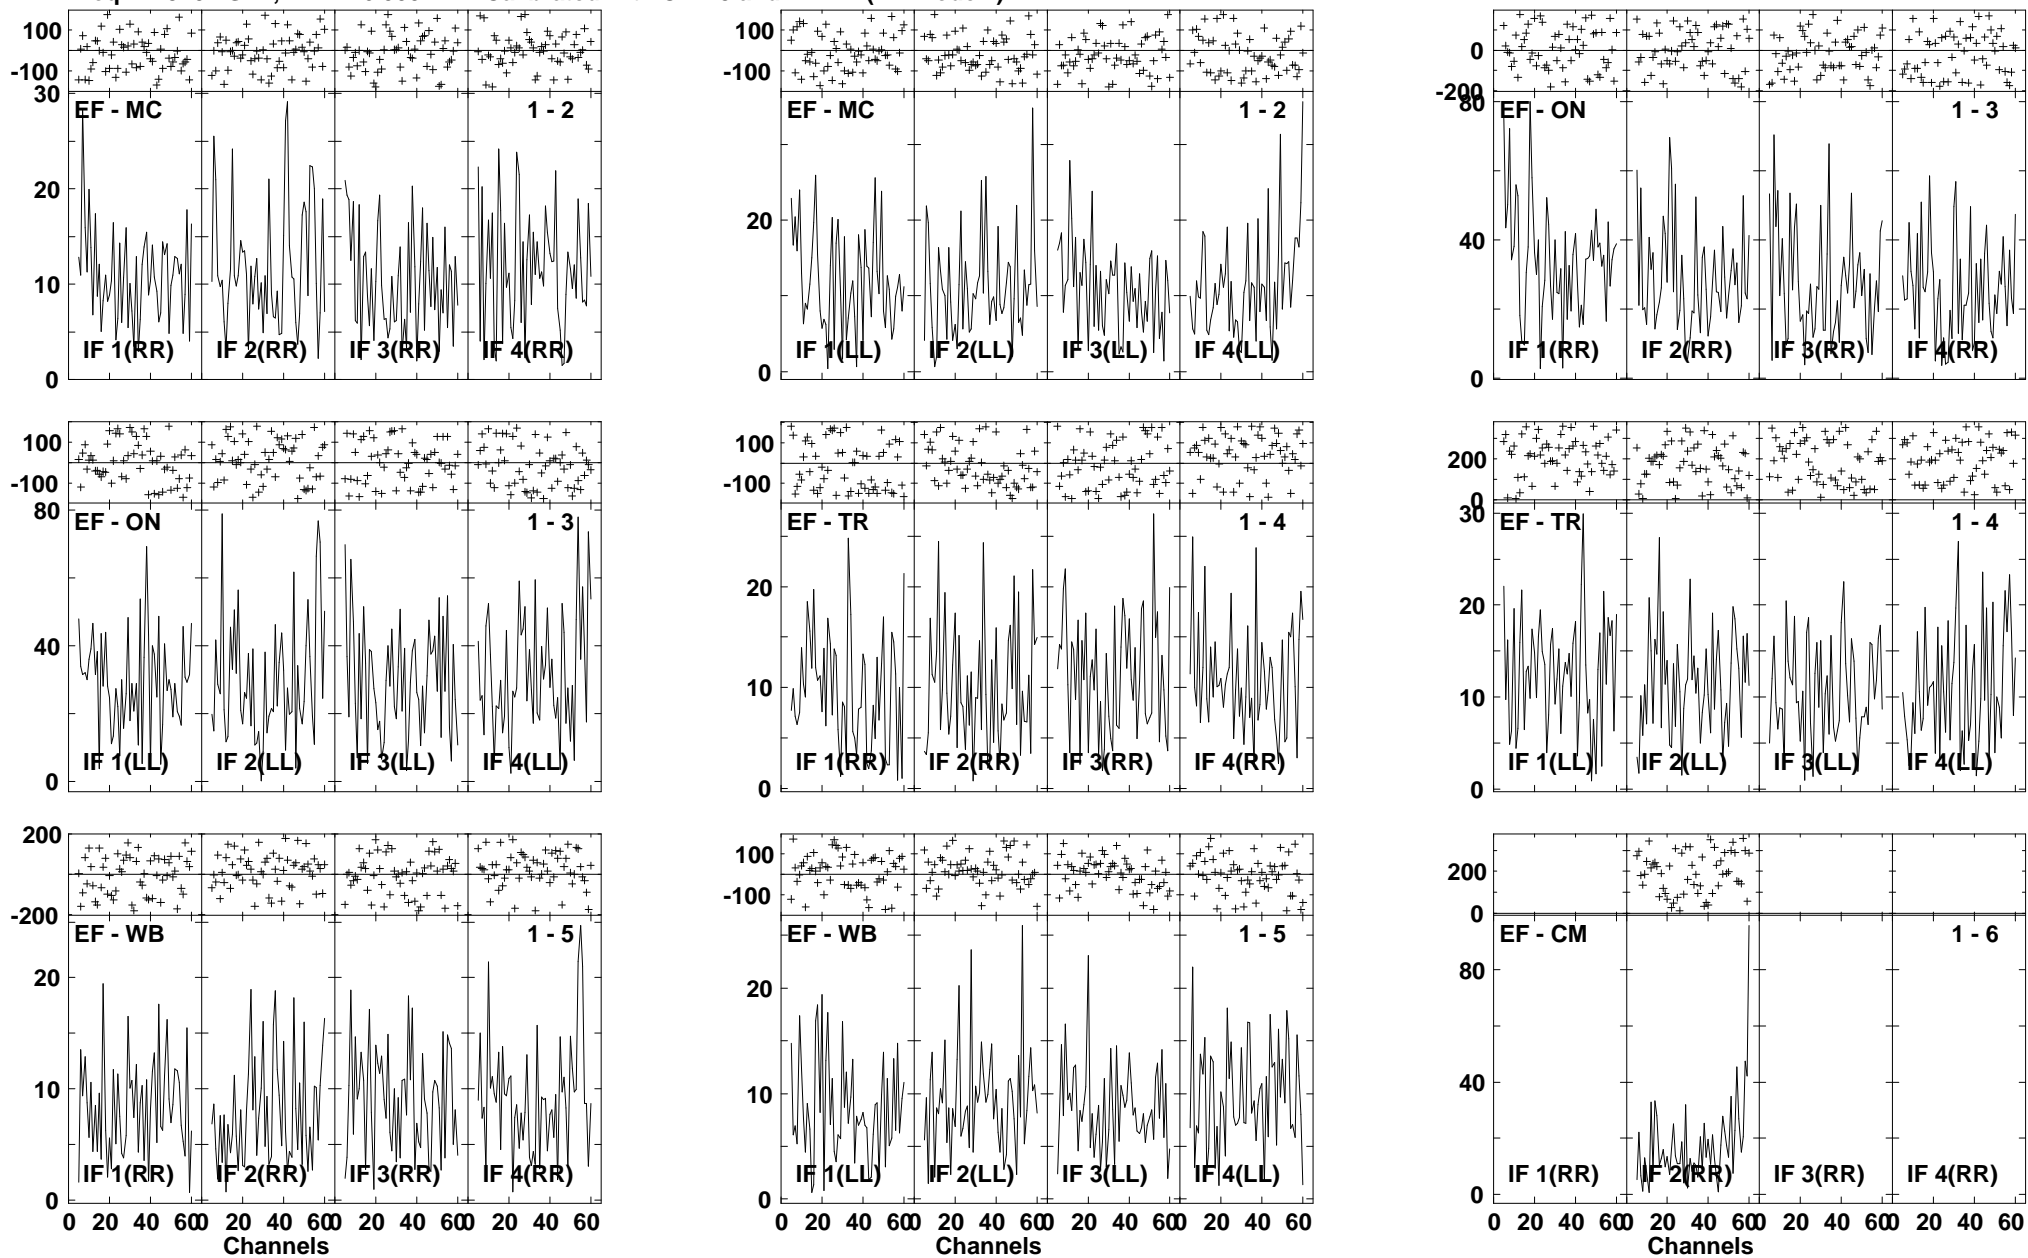 100 100 0
-100 -100 -200
30 EF - MC 1 - 2 EF - MC 1 - 2 80 EF - ON 1 - 3
20 20 40
10
IF 1(RR) IF 2(RR) IF 3(RR) IF 4(RR) IF 1(LL) IF 2(LL) IF 3(LL) IF 4(LL) IF 1(RR) IF 2(RR) IF 3(RR) IF 4(RR)
0 0 0
100 100 200
-100 -100 0
80 EF - ON 1 - 3 EF - TR 1 - 4 30 EF - TR 1 - 4
40 20 20
10 10
IF 1(LL) IF 2(LL) IF 3(LL) IF 4(LL) IF 1(RR) IF 2(RR) IF 3(RR) IF 4(RR) IF 1(LL) IF 2(LL) IF 3(LL) IF 4(LL)
0 0 0
200 100 200
-200 -100 0
EF - WB 1 - 5 EF - WB 1 - 5 EF - CM 1 - 6
20 20 80
10 10 40
IF 1(RR) IF 2(RR) IF 3(RR) IF 4(RR) IF 1(LL) IF 2(LL) IF 3(LL) IF 4(LL) IF 1(RR) IF 2(RR) IF 3(RR) IF 4(RR)
0 0 0
0 20 40 60 0 20 40 60 0 20 40 60 0 20 40 60 0 20 40 60 0 20 40 60 0 20 40 60 0 20 40 60 0 20 40 60 0 20 40 60 0 20 40 60 0 20 40 60
Channels Channels Channels